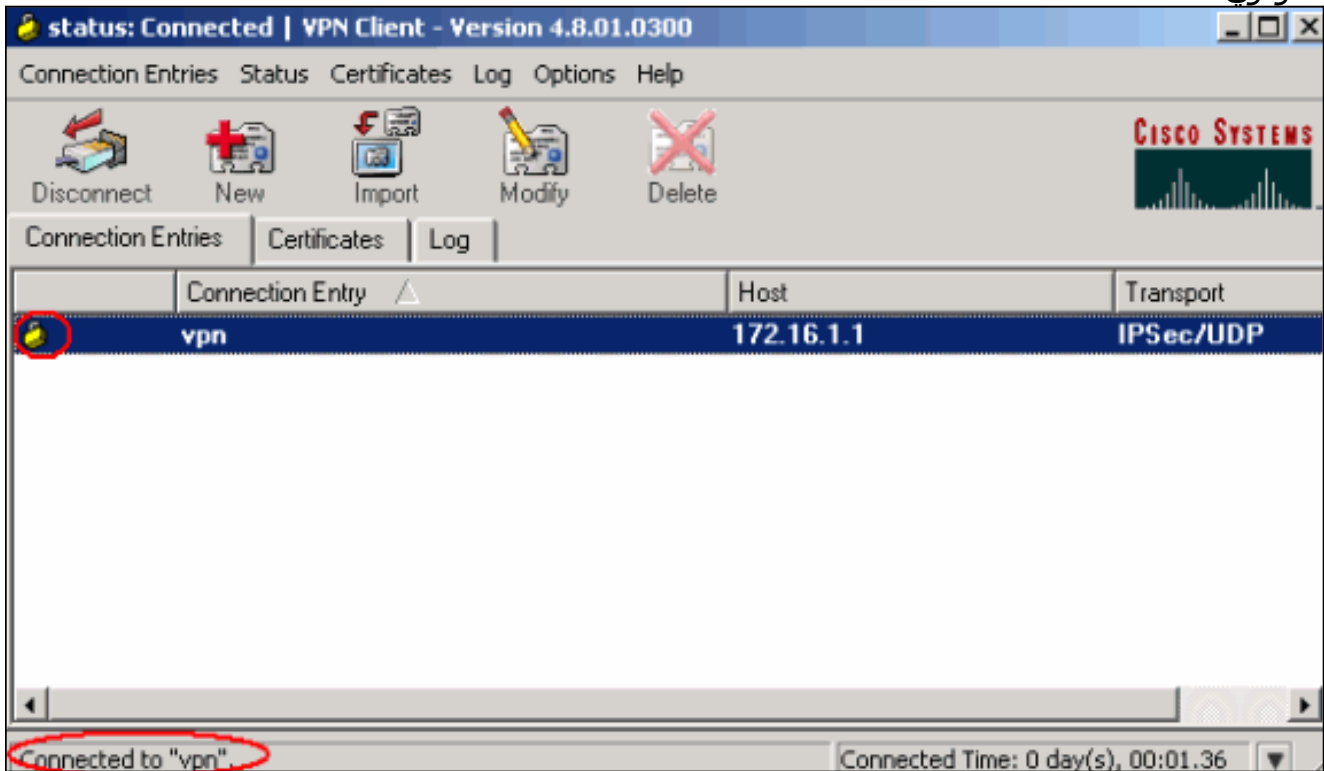 status: Connected | VPN Client - Version 4.8.01.0300
Connection Entries Status Certificates Log Options Help
CISCO SYSTEMS
Disconnect New Import Modify Delete
Connection Entries Certificates Log
Connection Entry Host Transport
vpn 172.16.1.1 IPSec/UDP
Connected to "vpn". Connected Time: 0 day(s), 00:01.36